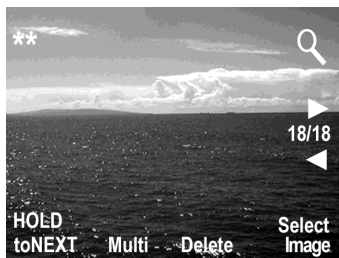 **
18/18
HOLD
toNEXT
Multi
Delete
Select
Image